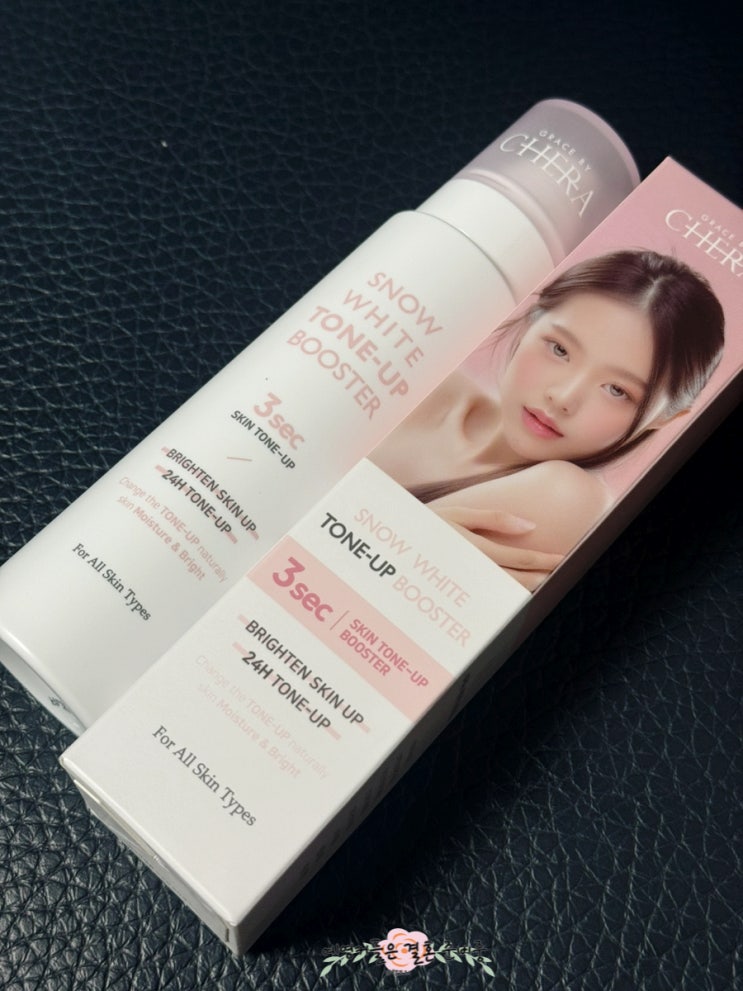 GRACE BY
CHERA
SNOW
WHITE
TONE-UP
BOOSTER
3sec
SKIN TONE-UP
BRIGHTEN SKIN UP
24H TONE-UP
Change the TONE-UP naturally
skin Moisture & Bright
For All Skin Types
GRACE
CHERA
SNOW WHITE
TONE-UP BOOSTER
3sec
SKIN TONE-UP
BOOSTER
BRIGHTEN SKIN UP
24H TONE-UP
Change the TONE-UP naturally
skin Moisture & Bright
For All Skin Types
은 결혼